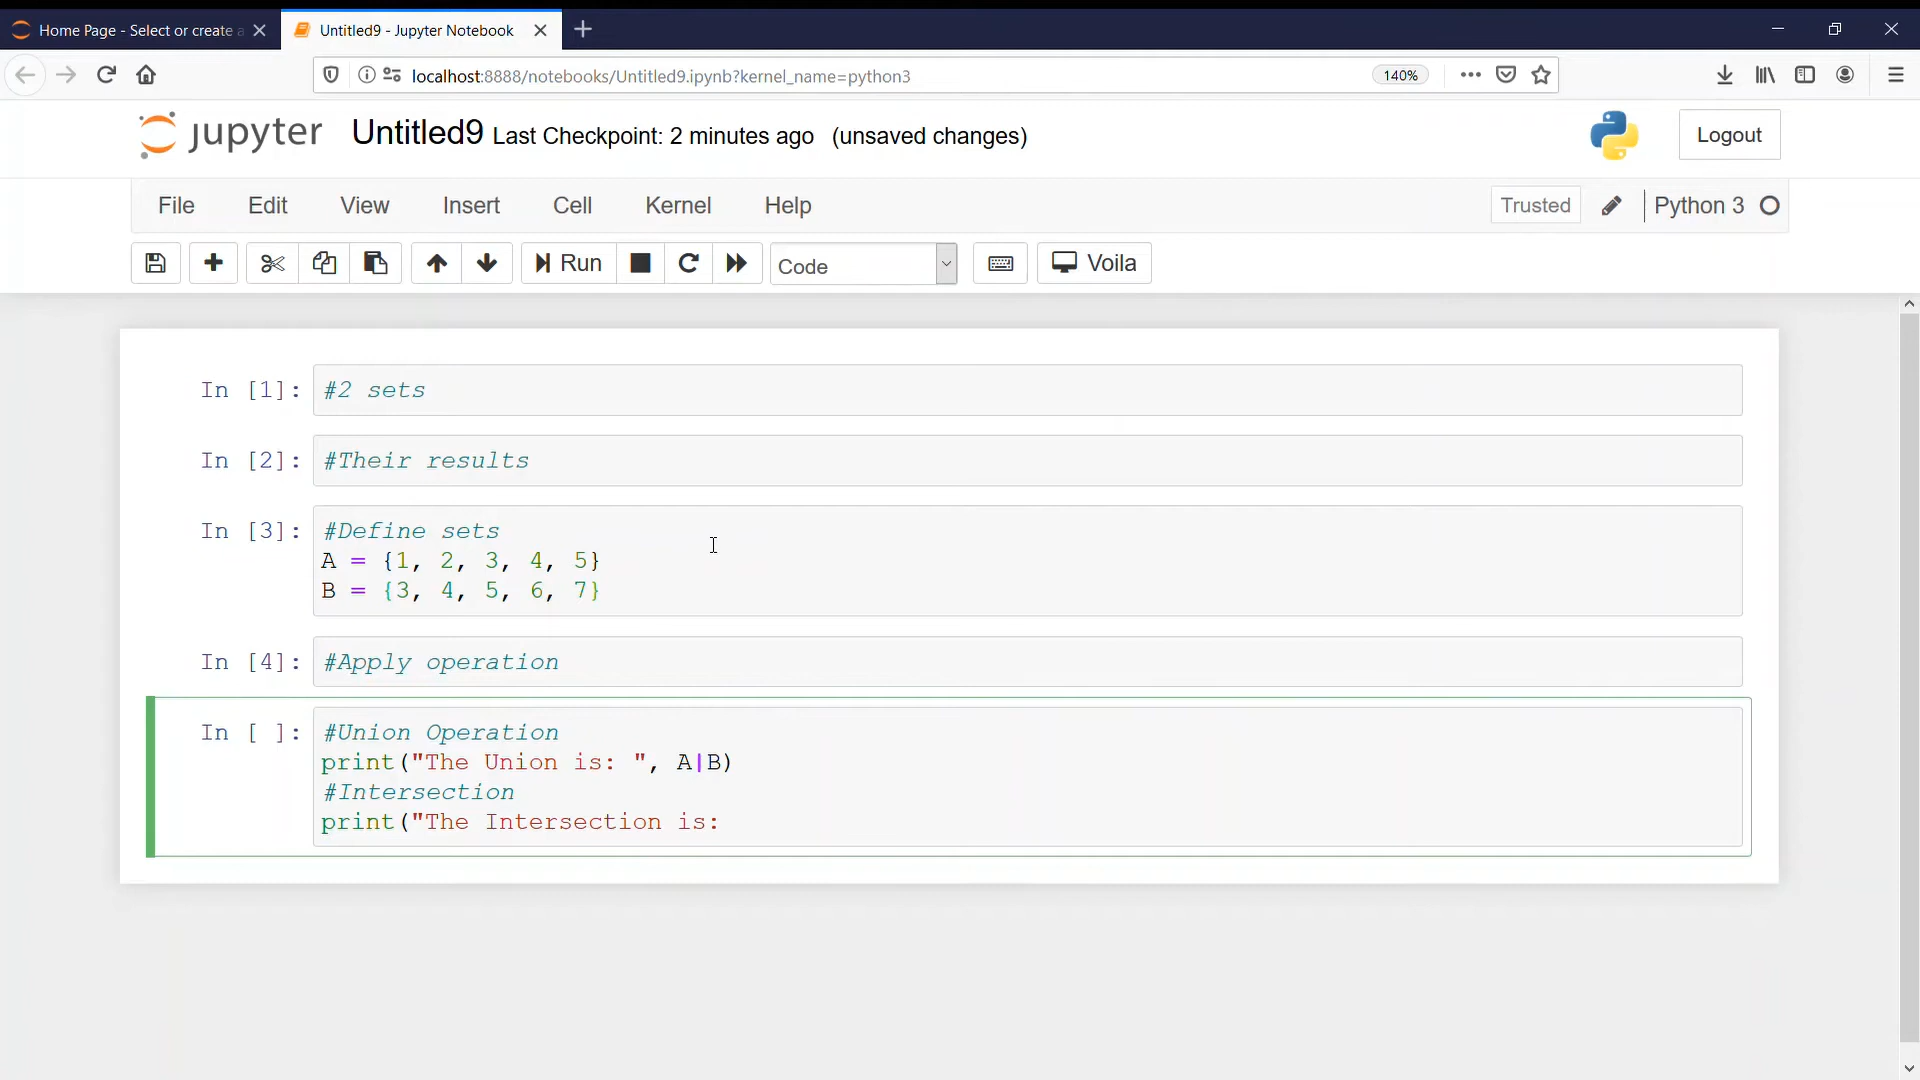 Home Page - Select or create a
Untitled9 - Jupyter Notebook
localhost:8888/notebooks/Untitled9.ipynb?kernel_name=python3
140%
jupyter Untitled9 Last Checkpoint: 2 minutes ago (unsaved changes)
Logout
File Edit View Insert Cell Kernel Help
Trusted
Python 3
Run
Code
Voila
In [1]: #2 sets
In [2]: #Their results
In [3]: #Define sets
A = {1, 2, 3, 4, 5}
B = {3, 4, 5, 6, 7}
In [4]: #Apply operation
In [ ]: #Union Operation
print("The Union is: ", A|B)
#Intersection
print("The Intersection is: